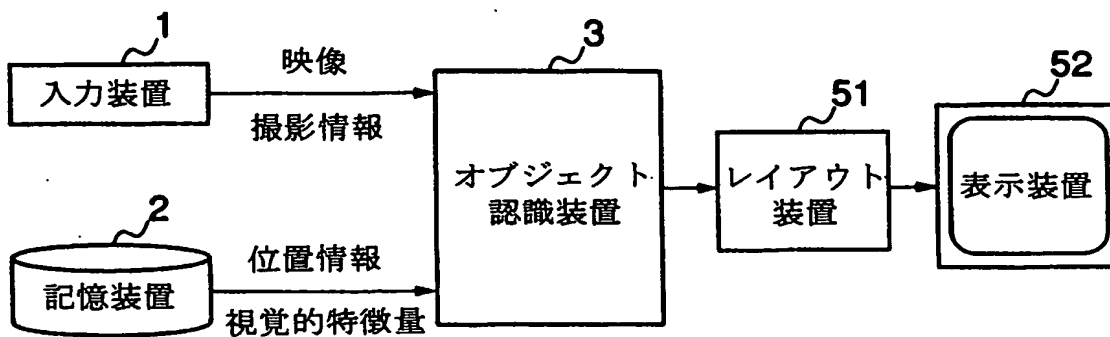 1
入力装置
映像
撮影情報
2
記憶装置
位置情報
視覚的特徴量
3
オブジェクト
認識装置
51
レイアウト
装置
52
表示装置